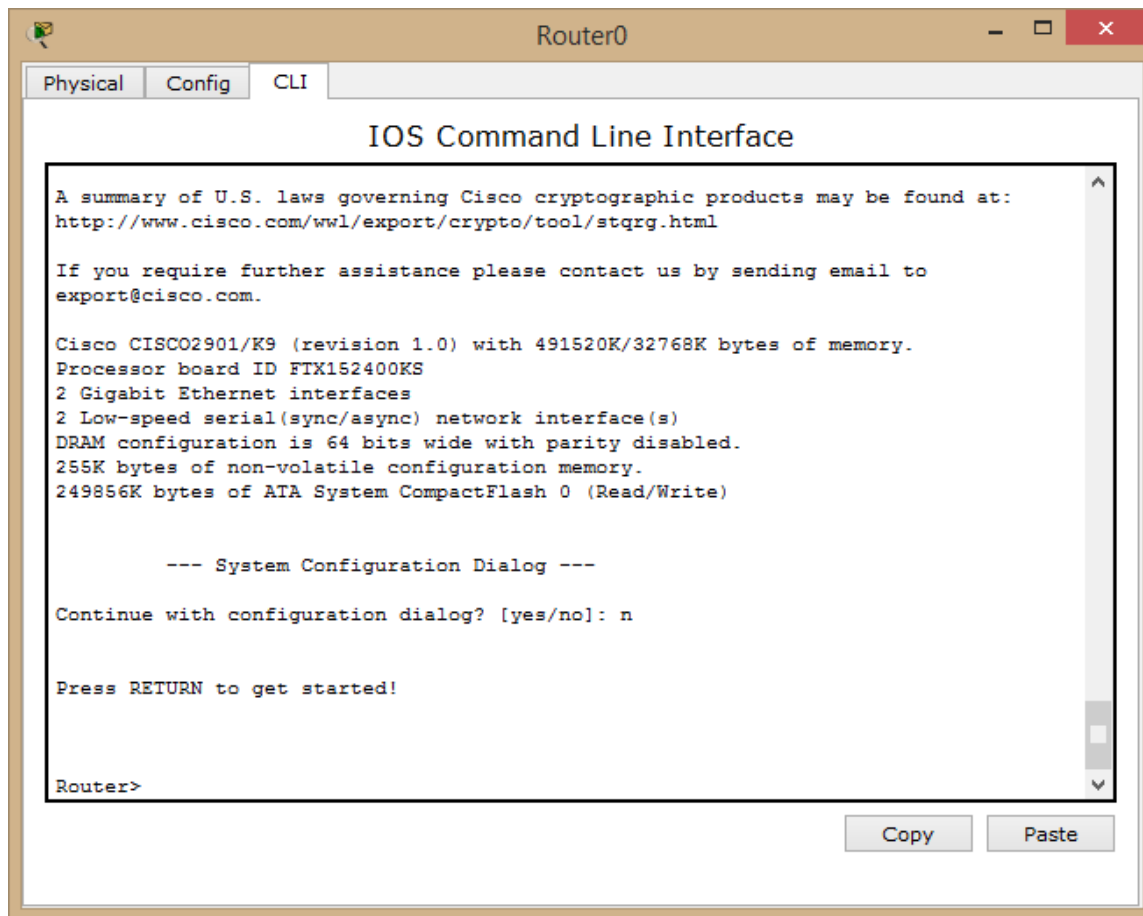 Router0
Physical Config CLI
IOS Command Line Interface
A summary of U.S. laws governing Cisco cryptographic products may be found at:
http://www.cisco.com/wwl/export/crypto/tool/stqrg.html
If you require further assistance please contact us by sending email to
export@cisco.com.
Cisco CISCO2901/K9 (revision 1.0) with 491520K/32768K bytes of memory.
Processor board ID FTX152400KS
2 Gigabit Ethernet interfaces
2 Low-speed serial(sync/async) network interface(s)
DRAM configuration is 64 bits wide with parity disabled.
255K bytes of non-volatile configuration memory.
249856K bytes of ATA System CompactFlash 0 (Read/Write)
--- System Configuration Dialog ---
Continue with configuration dialog? [yes/no]: n
Press RETURN to get started!
Router>
Copy Paste